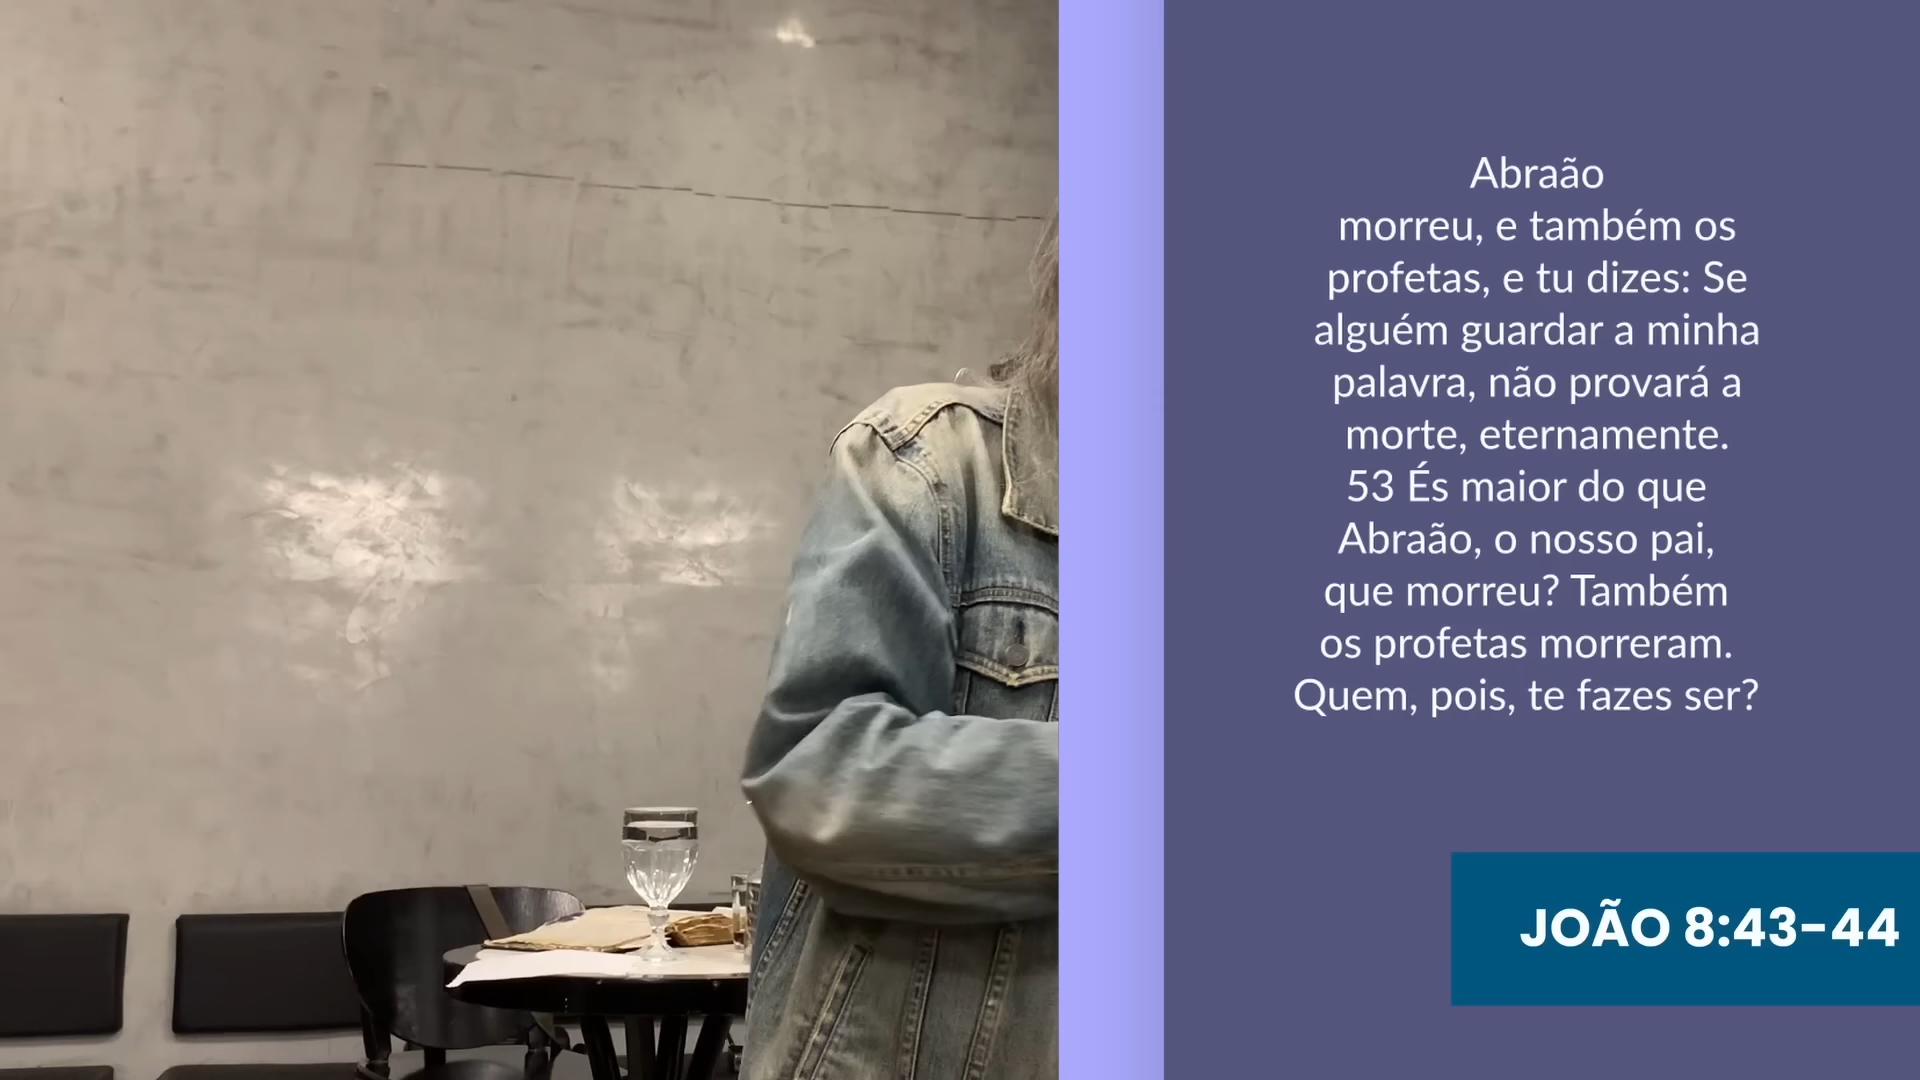 Abraão
morreu, e também os
profetas, e tu dizes: Se
alguém guardar a minha
palavra, não provará a
morte, eternamente.
53 És maior do que
Abraão, o nosso pai,
que morreu? Também
os profetas morreram.
Quem, pois, te fazes ser?
JOÃO 8:43-44